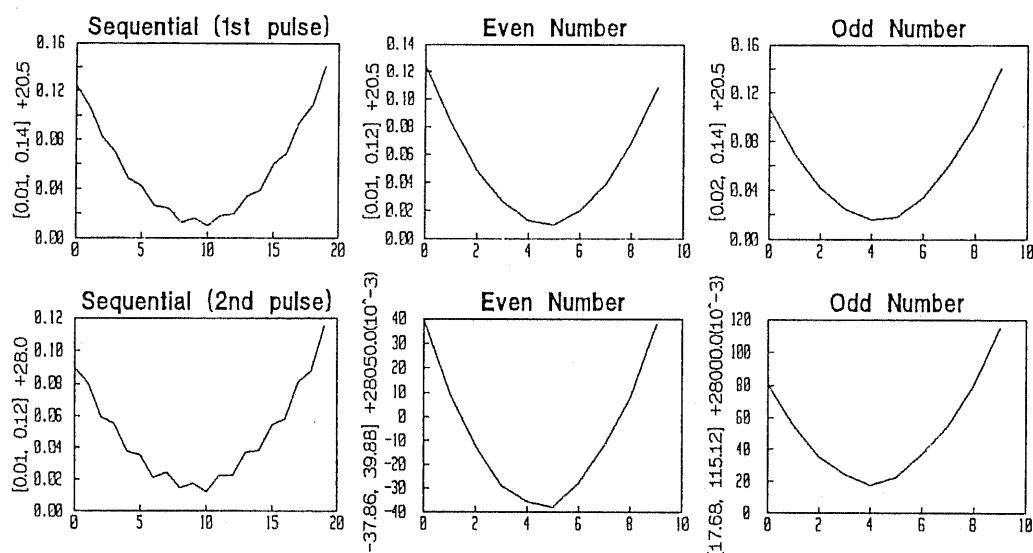 Sequential (1st pulse)
[0.01, 0.14] +20.5
0.16
0.12
0.08
0.04
0.00
0 5 10 15 20
Even Number
[0.01, 0.12] +20.5
0.14
0.12
0.10
0.08
0.06
0.04
0.02
0.00
0 2 4 6 8 10
Odd Number
[0.02, 0.14] +20.5
0.16
0.12
0.08
0.04
0.00
0 2 4 6 8 10
Sequential (2nd pulse)
[0.01, 0.12] +28.0
0.12
0.10
0.08
0.06
0.04
0.02
0.00
0 5 10 15 20
Even Number
-37.86, 39.88] +28050.0(10^-3)
40
30
20
10
0
-10
-20
-30
-40
0 2 4 6 8 10
Odd Number
[17.68, 115.12] +28000.0(10^-3)
120
100
80
60
40
20
0
0 2 4 6 8 10